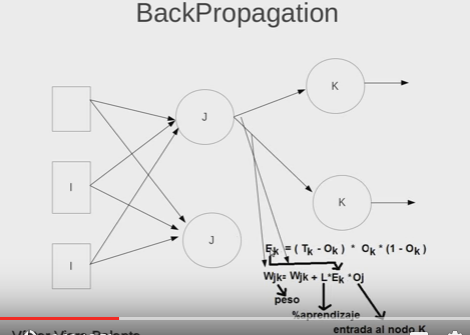 BackPropagation
K
J
I
K
J
I
Ek = ( Tk - Ok ) * Ok * (1 - Ok )
Wjk= Wjk + L*Ek *Oj
peso
%aprendizaje
entrada al nodo K